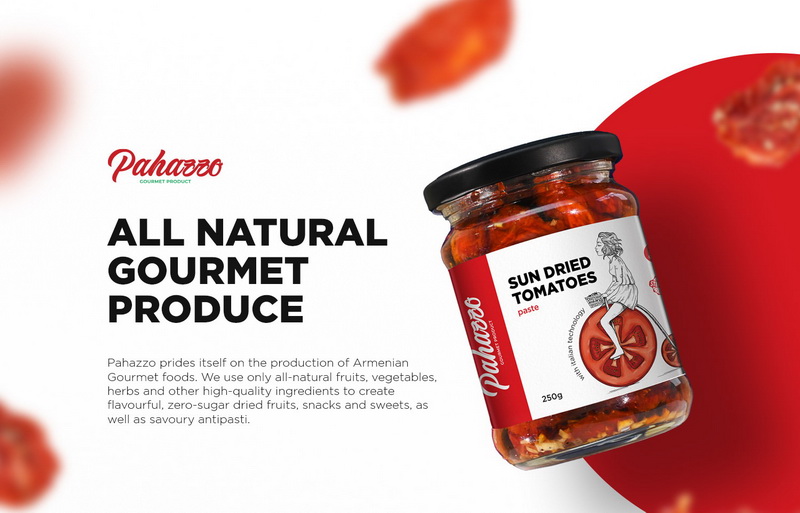 Pahazzo
GOURMET PRODUCT
ALL NATURAL
GOURMET
PRODUCE
Pahazzo prides itself on the production of Armenian
Gourmet foods. We use only all-natural fruits, vegetables,
herbs and other high-quality ingredients to create
flavourful, zero-sugar dried fruits, snacks and sweets, as
well as savoury antipasti.
Pahazzo
GOURMET PRODUCT
SUN DRIED
TOMATOES
paste
with italian technology
250g